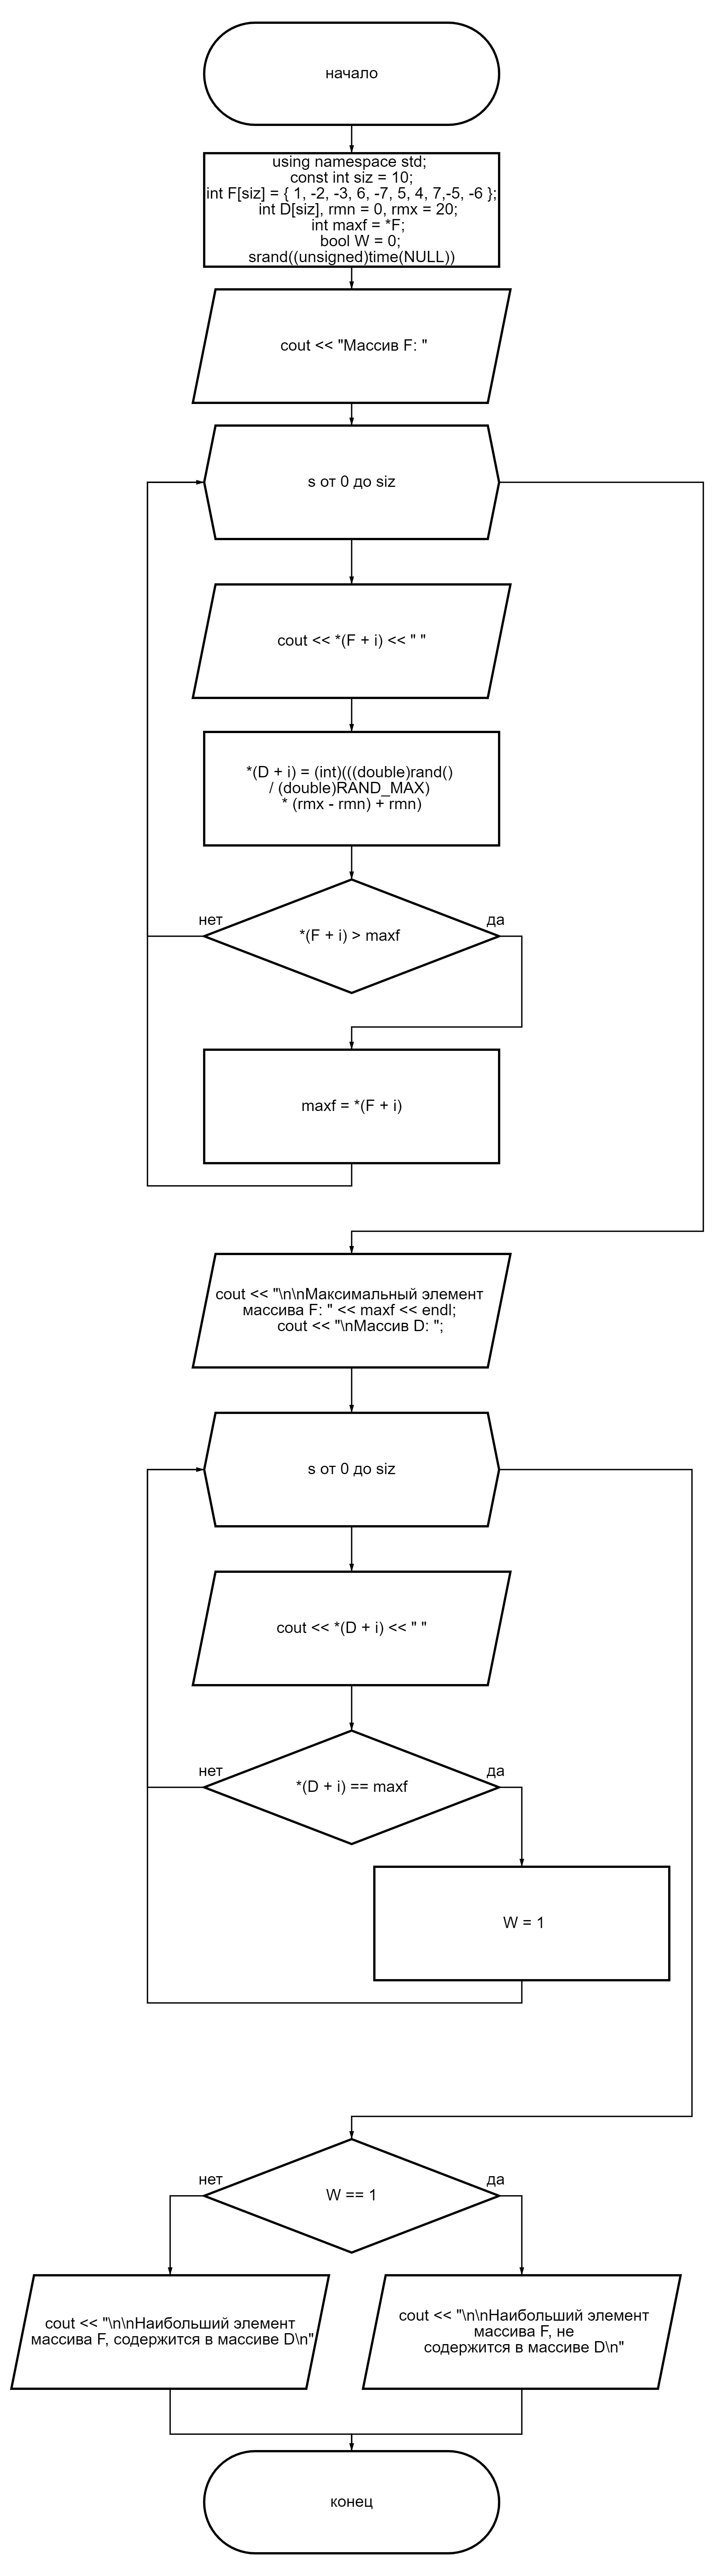 начало
using namespace std;
const int siz = 10;
int F[siz] = { 1, -2, -3, 6, -7, 5, 4, 7,-5, -6 };
int D[siz], rmn = 0, rmx = 20;
int maxf = *F;
bool W = 0;
srand((unsigned)time(NULL))
cout << "Массив F: "
s от 0 до siz
cout << *(F + i) << " "
*(D + i) = (int)(((double)rand()
/ (double)RAND_MAX)
* (rmx - rmn) + rmn)
нет
да
*(F + i) > maxf
maxf = *(F + i)
cout << "\n\nМаксимальный элемент
массива F: " << maxf << endl;
cout << "\nМассив D: ";
s от 0 до siz
cout << *(D + i) << " "
нет
да
*(D + i) == maxf
W = 1
нет
да
W == 1
cout << "\n\nНаибольший элемент
массива F, содержится в массиве D\n"
cout << "\n\nНаибольший элемент
массива F, не
содержится в массиве D\n"
конец